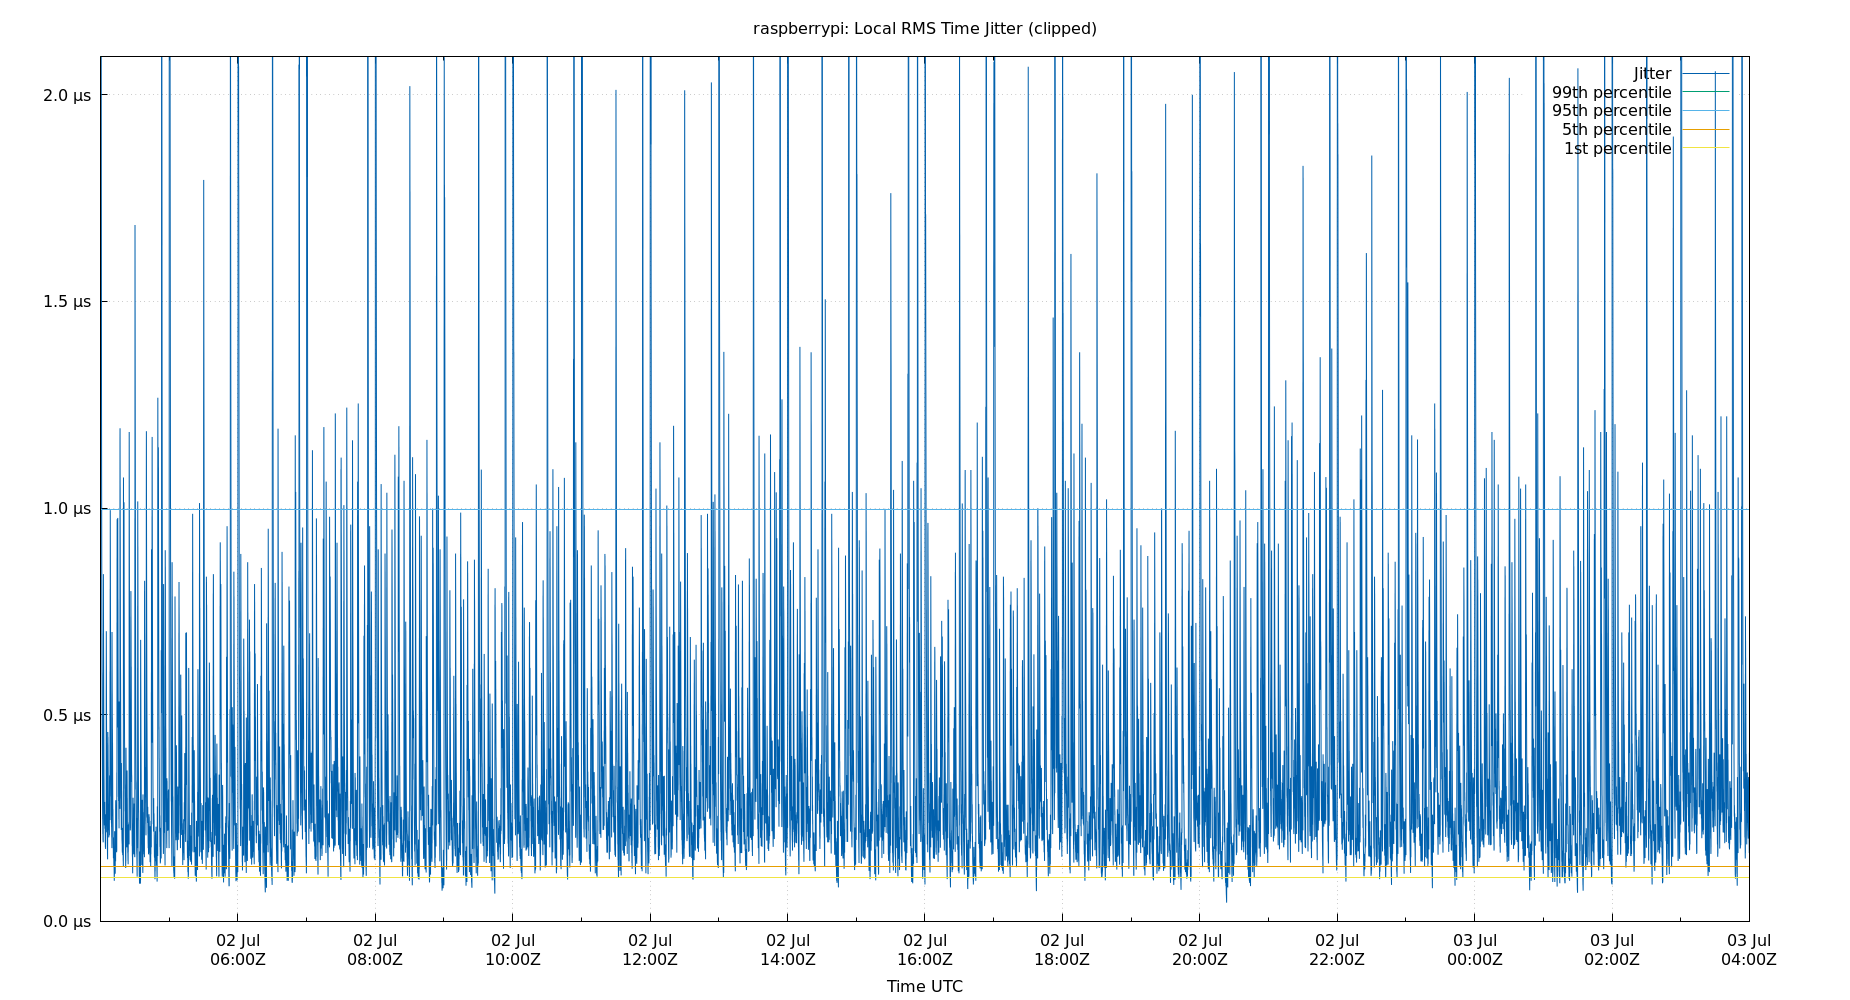 raspberrypi: Local RMS Time Jitter (clipped)
Jitter
99th percentile
95th percentile
5th percentile
1st percentile
2.0 µs
1.5 µs
1.0 µs
0.5 µs
0.0 µs
02 Jul 02 Jul 02 Jul 02 Jul 02 Jul 02 Jul 02 Jul 02 Jul 02 Jul 03 Jul 03 Jul 03 Jul
06:00Z 08:00Z 10:00Z 12:00Z 14:00Z 16:00Z 18:00Z 20:00Z 22:00Z 00:00Z 02:00Z 04:00Z
Time UTC